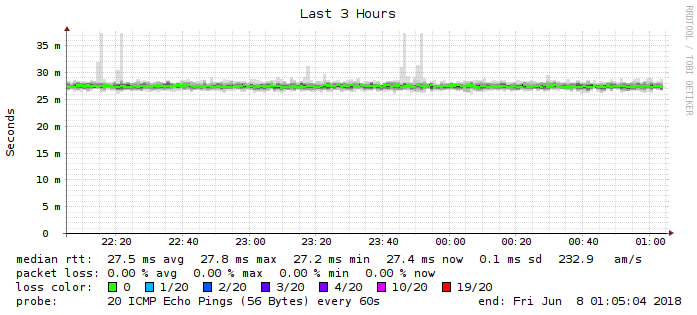 Last 3 Hours
RRDTOOL / TOBI OETIKER
Seconds
35 m
30 m
25 m
20 m
15 m
10 m
5 m
0
22:20 22:40 23:00 23:20 23:40 00:00 00:20 00:40 01:00
median rtt: 27.5 ms avg 27.8 ms max 27.2 ms min 27.4 ms now 0.1 ms sd 232.9 am/s
packet loss: 0.00 % avg 0.00 % max 0.00 % min 0.00 % now
loss color: 0 1/20 2/20 3/20 4/20 10/20 19/20
probe: 20 ICMP Echo Pings (56 Bytes) every 60s end: Fri Jun 8 01:05:04 2018